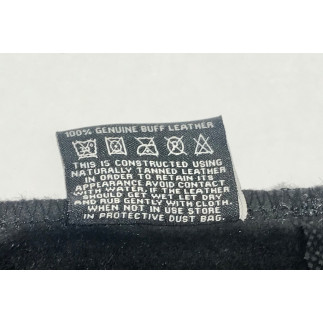 100% GENUINE BUFF LEATHER
THIS IS CONSTRUCTED USING
NATURALLY TANNED LEATHER
IN ORDER TO RETAIN ITS
APPEARANCE AVOID CONTACT
WITH WATER. IF THE LEATHER
SHOULD GET WET LET DRY
AND RUB GENTLY WITH CLOTH.
WHEN NOT IN USE STORE
IN PROTECTIVE DUST BAG.